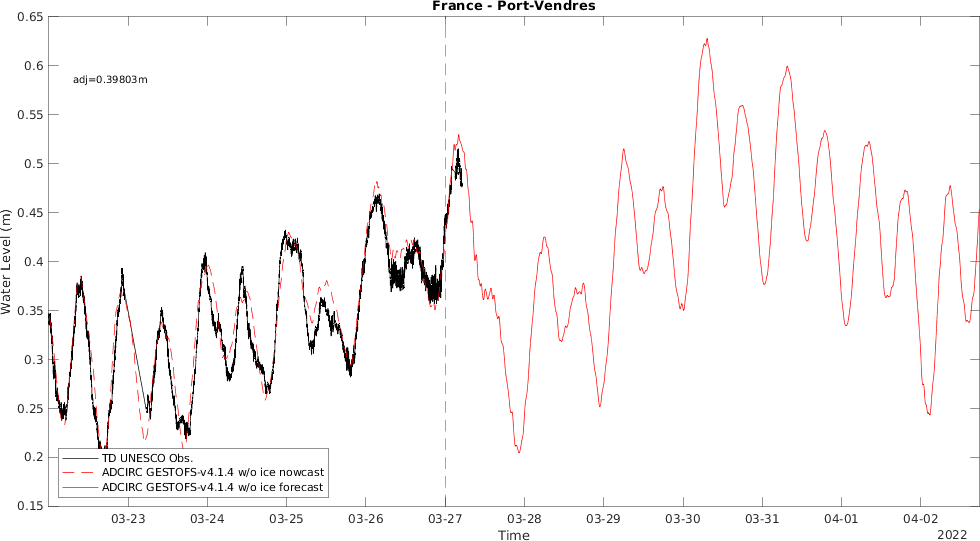 France - Port-Vendres
0.65
0.6
0.55
0.5
0.45
0.4
0.35
0.3
0.25
0.2
0.15
Water Level (m)
adj=0.39803m
TD UNESCO Obs.
ADCIRC GESTOFS-v4.1.4 w/o ice nowcast
ADCIRC GESTOFS-v4.1.4 w/o ice forecast
03-23 03-24 03-25 03-26 03-27 03-28 03-29 03-30 03-31 04-01 04-02
Time
2022